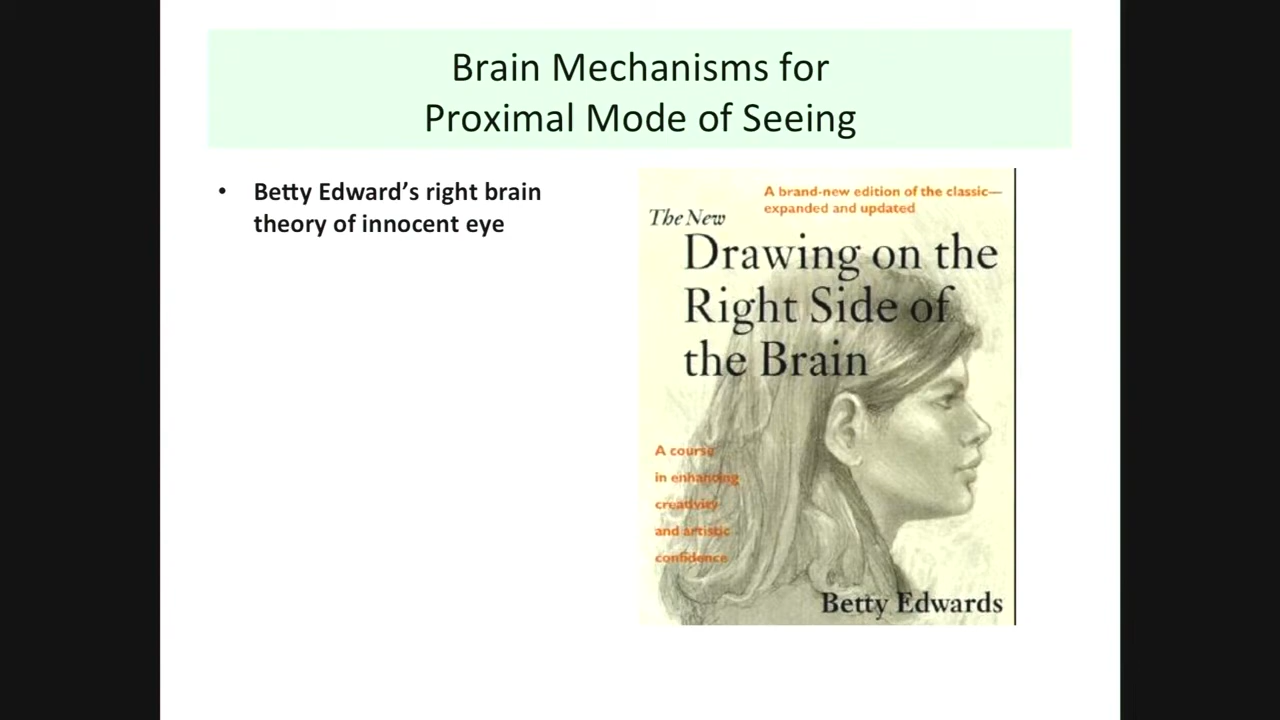 Brain Mechanisms for
Proximal Mode of Seeing
• Betty Edward’s right brain
theory of innocent eye
A brand-new edition of the classic—
expanded and updated
The New
Drawing on the
Right Side of
the Brain
A course
in enhancing
creativity
and artistic
confidence
Betty Edwards